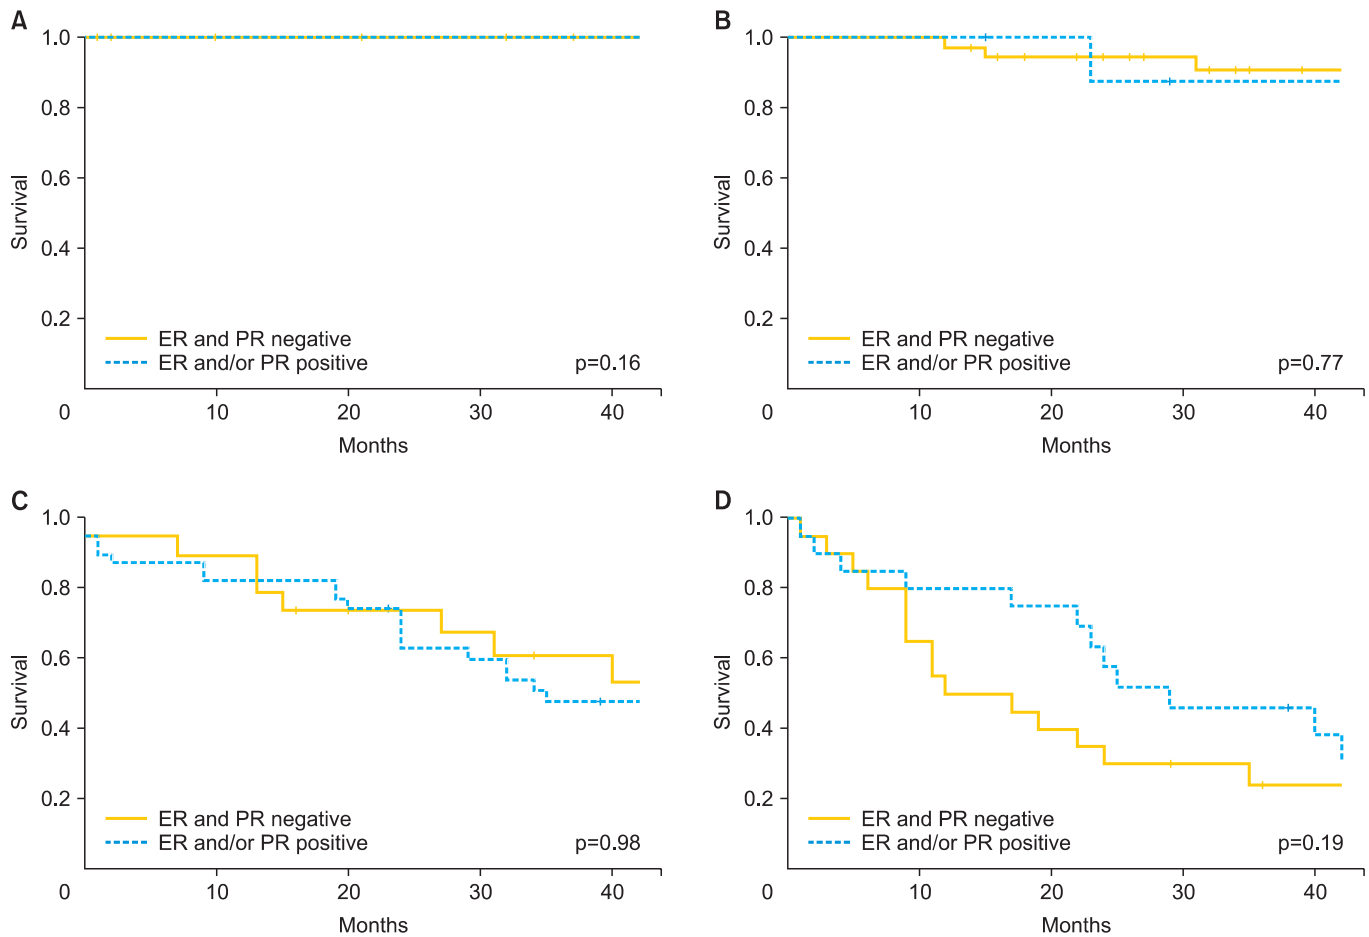 A
Survival
1.0
0.8
0.6
0.4
0.2
ER and PR negative
ER and/or PR positive
p=0.16
0
10
20
30
40
Months
B
Survival
1.0
0.8
0.6
0.4
0.2
ER and PR negative
ER and/or PR positive
p=0.77
0
10
20
30
40
Months
C
Survival
1.0
0.8
0.6
0.4
0.2
ER and PR negative
ER and/or PR positive
p=0.98
0
10
20
30
40
Months
D
Survival
1.0
0.8
0.6
0.4
0.2
ER and PR negative
ER and/or PR positive
p=0.19
0
10
20
30
40
Months